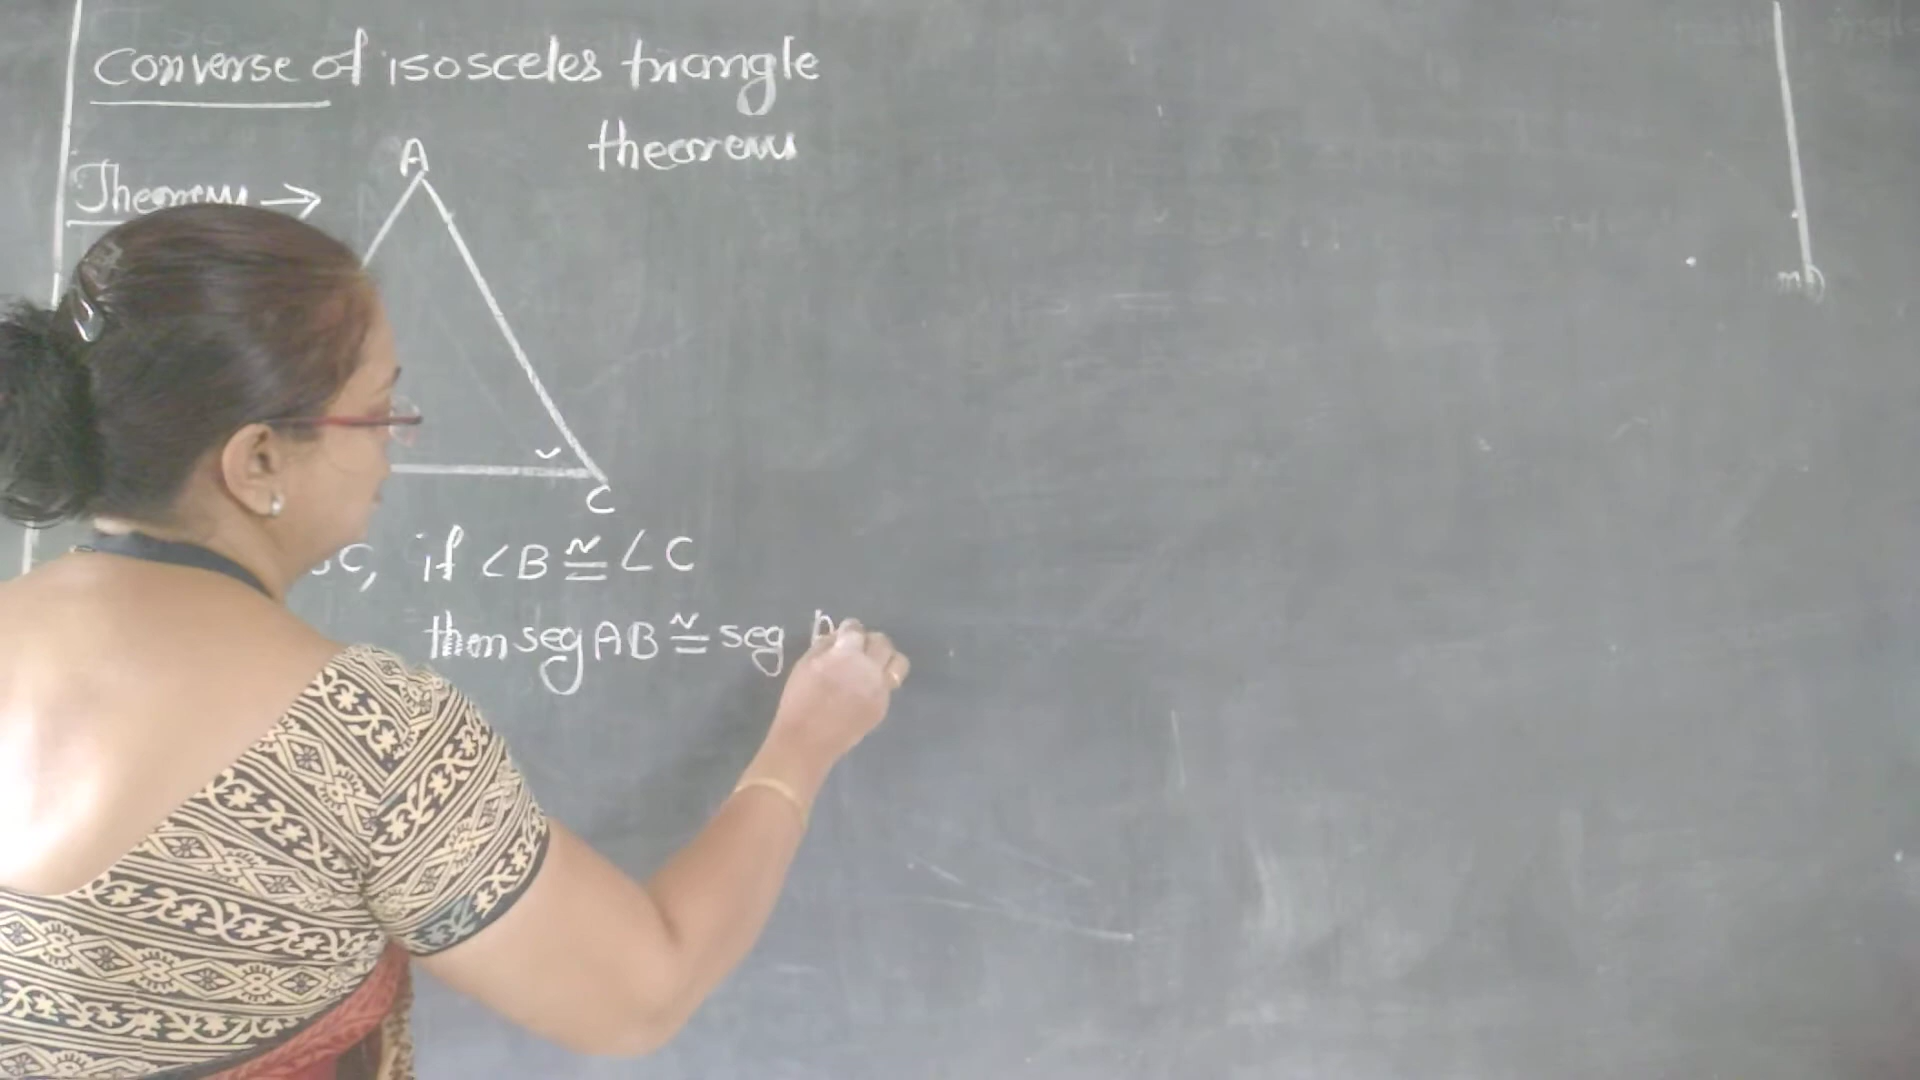 Converse of isosceles triangle
theorem
A
Theorem →
C
C, if ∠B ≅ ∠C
then seg AB ≅ seg